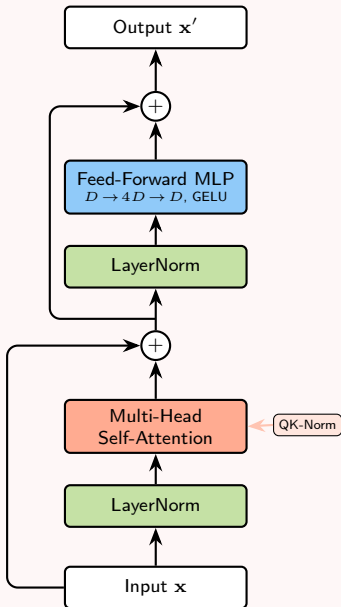 Output x′
+
Feed-Forward MLP
D → 4D → D, GELU
LayerNorm
+
Multi-Head
Self-Attention
QK-Norm
LayerNorm
Input x